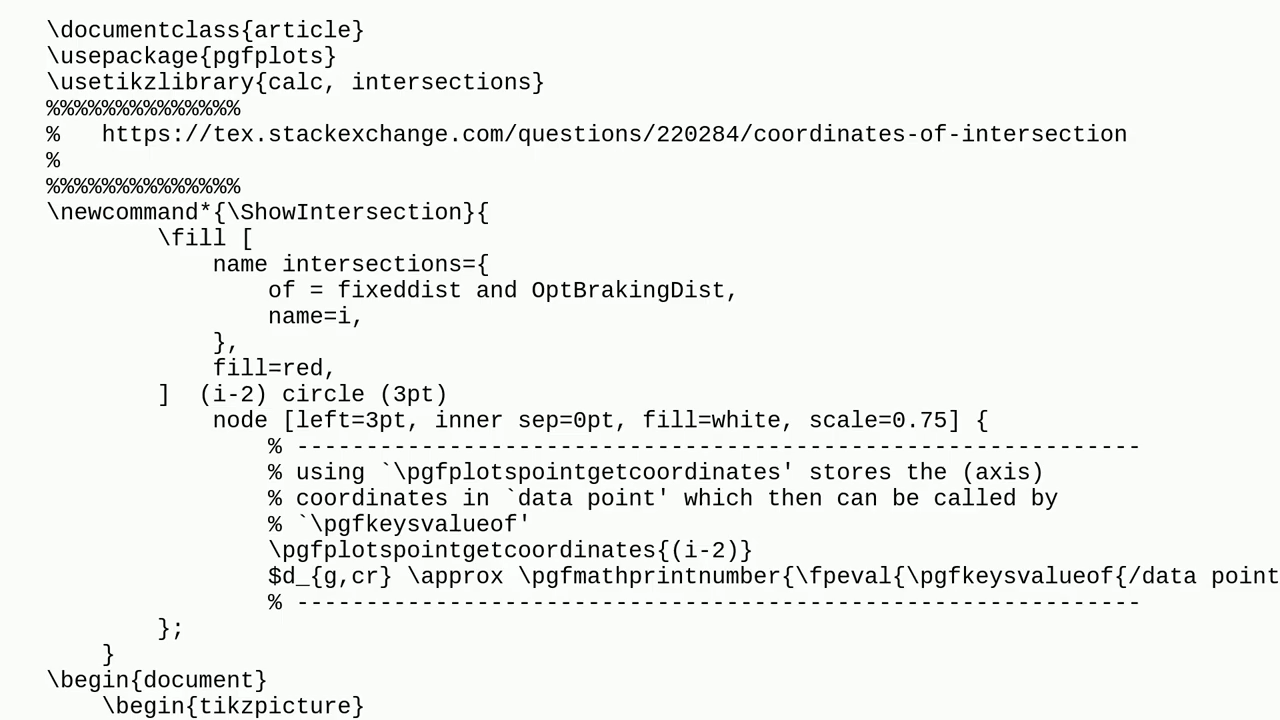 \documentclass{article}
\usepackage{pgfplots}
\usetikzlibrary{calc, intersections}
%%%%%%%%%%%%%%
%   https://tex.stackexchange.com/questions/220284/coordinates-of-intersection
%
%%%%%%%%%%%%%%
\newcommand*{\ShowIntersection}{
        \fill [
            name intersections={
                of = fixeddist and OptBrakingDist,
                name=i,
            },
            fill=red,
        ]  (i-2) circle (3pt)
            node [left=3pt, inner sep=0pt, fill=white, scale=0.75] {
                % -------------------------------------------------------------
                % using `\pgfplotspointgetcoordinates' stores the (axis)
                % coordinates in `data point' which then can be called by
                % `\pgfkeysvalueof'
                \pgfplotspointgetcoordinates{(i-2)}
                $d_{g,cr} \approx \pgfmathprintnumber{\fpeval{\pgfkeysvalueof{/data point
                % -------------------------------------------------------------
        };
    }
\begin{document}
    \begin{tikzpicture}